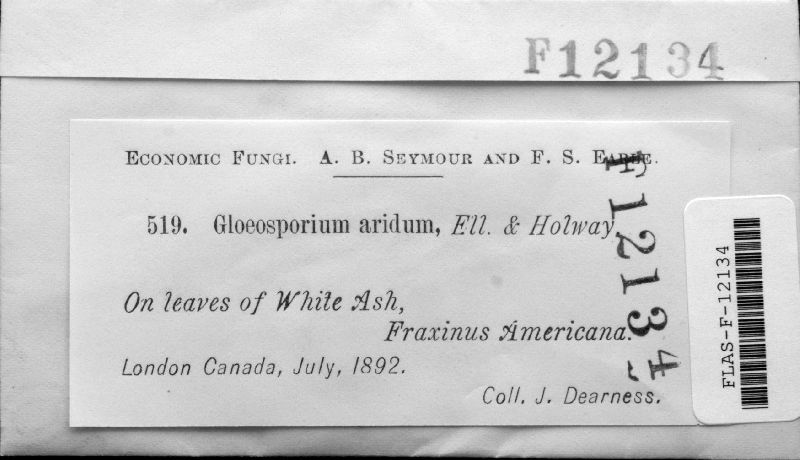 F12134
ECONOMIC FUNGI. A. B. SEYMOUR AND F. S. EARLE.
519. Gloeosporium aridum, Ell. & Holway
On leaves of White Ash,
Fraxinus Americana.
London Canada, July, 1892.
Coll. J. Dearness.
F12134
FLAS-F-12134